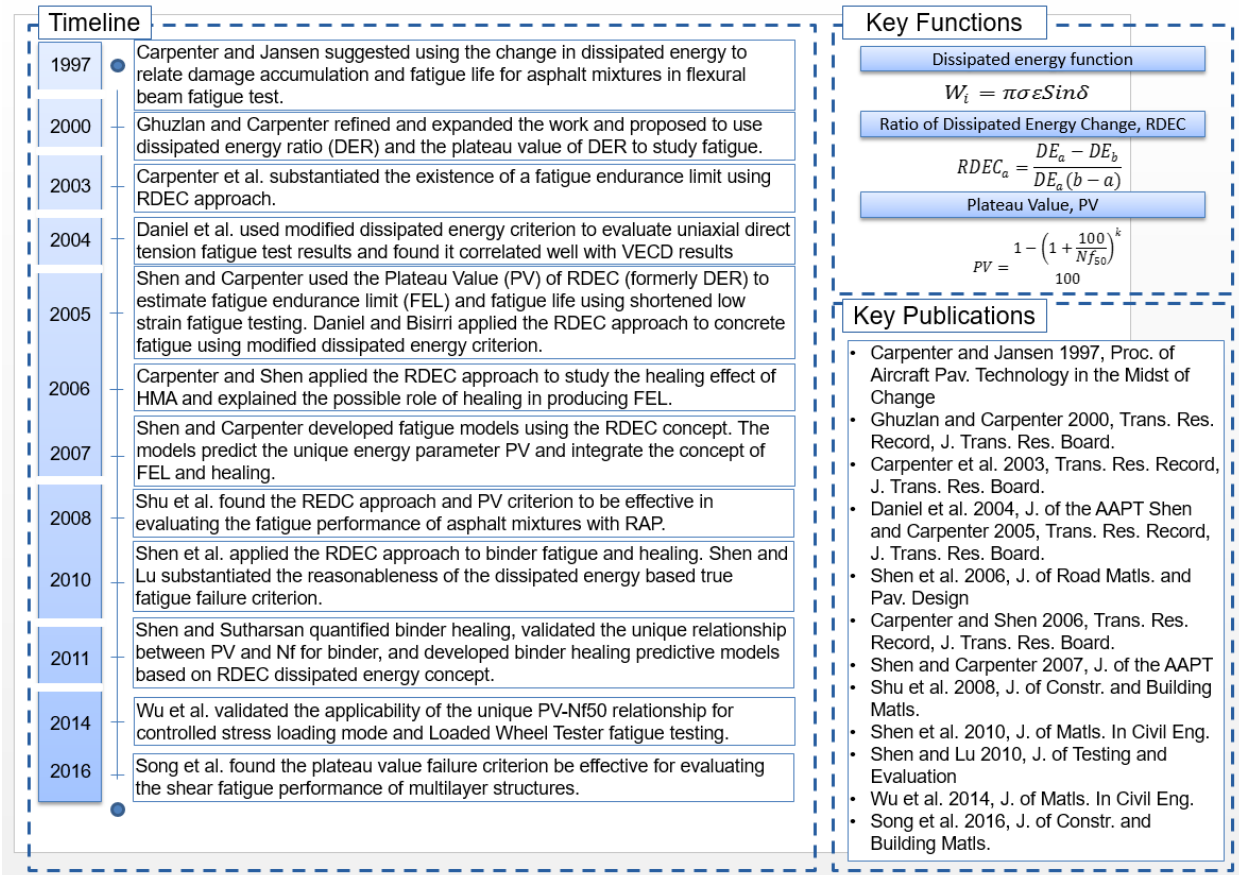 Timeline
1997
Carpenter and Jansen suggested using the change in dissipated energy to
relate damage accumulation and fatigue life for asphalt mixtures in flexural
beam fatigue test.
2000
Ghuzlan and Carpenter refined and expanded the work and proposed to use
dissipated energy ratio (DER) and the plateau value of DER to study fatigue.
2003
Carpenter et al. substantiated the existence of a fatigue endurance limit using
RDEC approach.
2004
Daniel et al. used modified dissipated energy criterion to evaluate uniaxial direct
tension fatigue test results and found it correlated well with VECD results
2005
Shen and Carpenter used the Plateau Value (PV) of RDEC (formerly DER) to
estimate fatigue endurance limit (FEL) and fatigue life using shortened low
strain fatigue testing. Daniel and Bisirri applied the RDEC approach to concrete
fatigue using modified dissipated energy criterion.
2006
Carpenter and Shen applied the RDEC approach to study the healing effect of
HMA and explained the possible role of healing in producing FEL.
2007
Shen and Carpenter developed fatigue models using the RDEC concept. The
models predict the unique energy parameter PV and integrate the concept of
FEL and healing.
2008
Shu et al. found the REDC approach and PV criterion to be effective in
evaluating the fatigue performance of asphalt mixtures with RAP.
2010
Shen et al. applied the RDEC approach to binder fatigue and healing. Shen and
Lu substantiated the reasonableness of the dissipated energy based true
fatigue failure criterion.
2011
Shen and Sutharsan quantified binder healing, validated the unique relationship
between PV and Nf for binder, and developed binder healing predictive models
based on RDEC dissipated energy concept.
2014
Wu et al. validated the applicability of the unique PV-Nf50 relationship for
controlled stress loading mode and Loaded Wheel Tester fatigue testing.
2016
Song et al. found the plateau value failure criterion be effective for evaluating
the shear fatigue performance of multilayer structures.
Key Functions
Dissipated energy function
W_i = πσεSinδ
Ratio of Dissipated Energy Change, RDEC
RDEC_a = (DE_a − DE_b) / (DE_a(b − a))
Plateau Value, PV
PV = (1 − (1 + 100/Nf_50)^k) / 100
Key Publications
• Carpenter and Jansen 1997, Proc. of
Aircraft Pav. Technology in the Midst of
Change
• Ghuzlan and Carpenter 2000, Trans. Res.
Record, J. Trans. Res. Board.
• Carpenter et al. 2003, Trans. Res. Record,
J. Trans. Res. Board.
• Daniel et al. 2004, J. of the AAPT Shen
and Carpenter 2005, Trans. Res. Record,
J. Trans. Res. Board.
• Shen et al. 2006, J. of Road Matls. and
Pav. Design
• Carpenter and Shen 2006, Trans. Res.
Record, J. Trans. Res. Board.
• Shen and Carpenter 2007, J. of the AAPT
• Shu et al. 2008, J. of Constr. and Building
Matls.
• Shen et al. 2010, J. of Matls. In Civil Eng.
• Shen and Lu 2010, J. of Testing and
Evaluation
• Wu et al. 2014, J. of Matls. In Civil Eng.
• Song et al. 2016, J. of Constr. and
Building Matls.